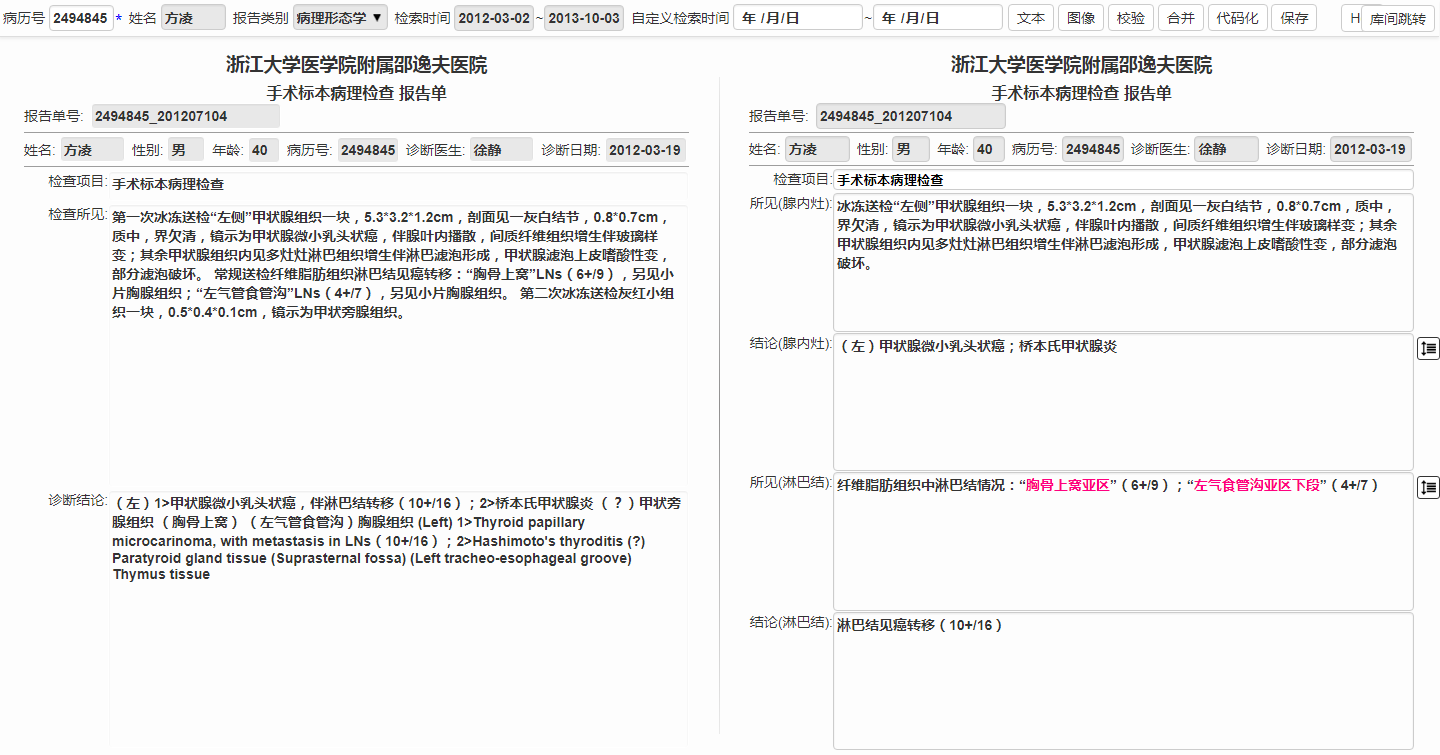 病历号 2494845 * 姓名 方凌 报告类别 病理形态学 ▼ 检索时间 2012-03-02 ~ 2013-10-03 自定义检索时间 年 /月/日 ~ 年 /月/日 文本 图像 校验 合并 代码化 保存 H 库间跳转
浙江大学医学院附属邵逸夫医院
手术标本病理检查 报告单
报告单号: 2494845_201207104
姓名: 方凌 性别: 男 年龄: 40 病历号: 2494845 诊断医生: 徐静 诊断日期: 2012-03-19
检查项目: 手术标本病理检查
检查所见: 第一次冰冻送检“左侧”甲状腺组织一块，5.3*3.2*1.2cm，剖面见一灰白结节，0.8*0.7cm，
质中，界欠清，镜示为甲状腺微小乳头状癌，伴腺叶内播散，间质纤维组织增生伴玻璃样
变；其余甲状腺组织内见多灶灶淋巴组织增生伴淋巴滤泡形成，甲状腺滤泡上皮嗜酸性变，
部分滤泡破坏。 常规送检纤维脂肪组织淋巴结见癌转移：“胸骨上窝”LNs（6+/9），另见小
片胸腺组织；“左气管食管沟”LNs（4+/7），另见小片胸腺组织。 第二次冰冻送检灰红小组
织一块，0.5*0.4*0.1cm，镜示为甲状旁腺组织。
诊断结论: （左）1>甲状腺微小乳头状癌，伴淋巴结转移（10+/16）；2>桥本氏甲状腺炎 （？）甲状旁
腺组织 （胸骨上窝） （左气管食管沟）胸腺组织 (Left) 1>Thyroid papillary
microcarinoma, with metastasis in LNs（10+/16）；2>Hashimoto's thyroditis (?)
Paratyroid gland tissue (Suprasternal fossa) (Left tracheo-esophageal groove)
Thymus tissue
浙江大学医学院附属邵逸夫医院
手术标本病理检查 报告单
报告单号: 2494845_201207104
姓名: 方凌 性别: 男 年龄: 40 病历号: 2494845 诊断医生: 徐静 诊断日期: 2012-03-19
检查项目: 手术标本病理检查
所见(腺内灶): 冰冻送检“左侧”甲状腺组织一块，5.3*3.2*1.2cm，剖面见一灰白结节，0.8*0.7cm，质中，
界欠清，镜示为甲状腺微小乳头状癌，伴腺叶内播散，间质纤维组织增生伴玻璃样变；其余
甲状腺组织内见多灶灶淋巴组织增生伴淋巴滤泡形成，甲状腺滤泡上皮嗜酸性变，部分滤泡
破坏。
结论(腺内灶): （左）甲状腺微小乳头状癌；桥本氏甲状腺炎
所见(淋巴结): 纤维脂肪组织中淋巴结情况：“胸骨上窝亚区”（6+/9）；“左气食管沟亚区下段”（4+/7）
结论(淋巴结): 淋巴结见癌转移（10+/16）